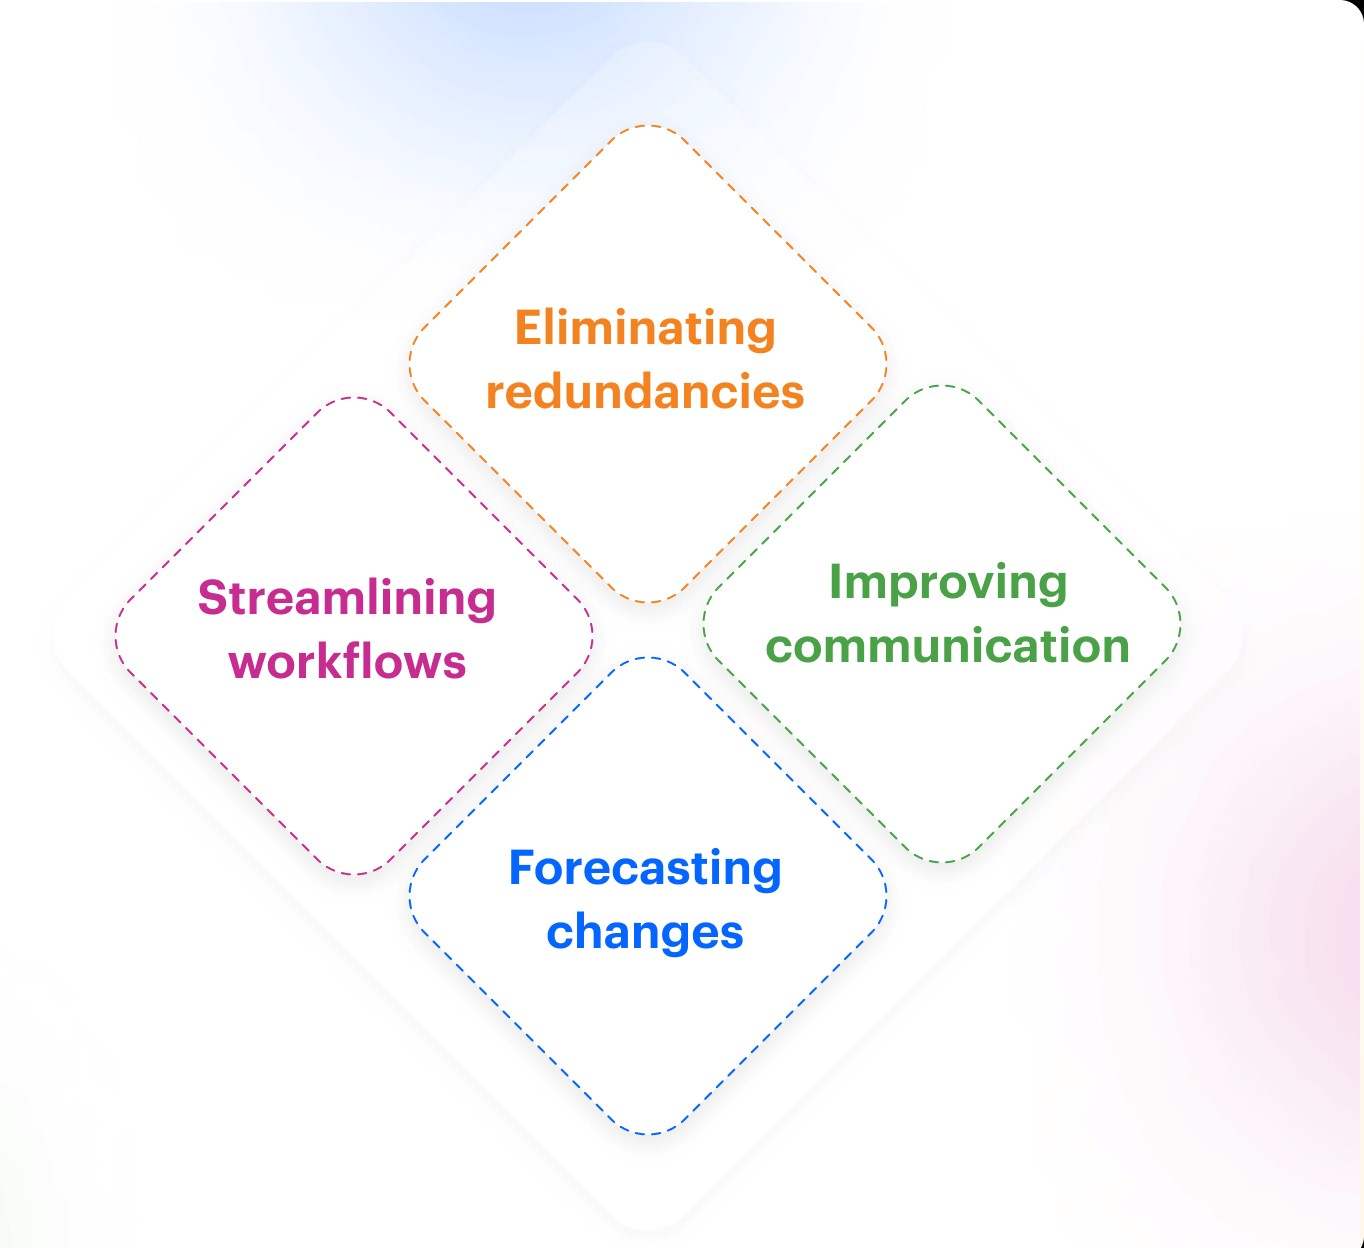 Eliminating
redundancies
Streamlining
workflows
Improving
communication
Forecasting
changes